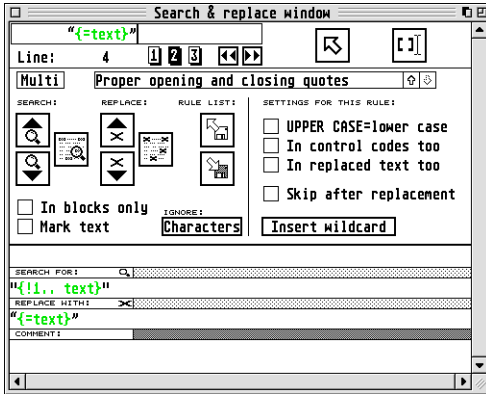 Search & replace window
“{=text}”
Line: 4 1 2 3
Multi Proper opening and closing quotes
SEARCH: REPLACE: RULE LIST: SETTINGS FOR THIS RULE:
UPPER CASE=lower case
In control codes too
In replaced text too
Skip after replacement
In blocks only IGNORE:
Mark text Characters Insert wildcard
SEARCH FOR:
"{!1.. text}"
REPLACE WITH:
“{=text}”
COMMENT: